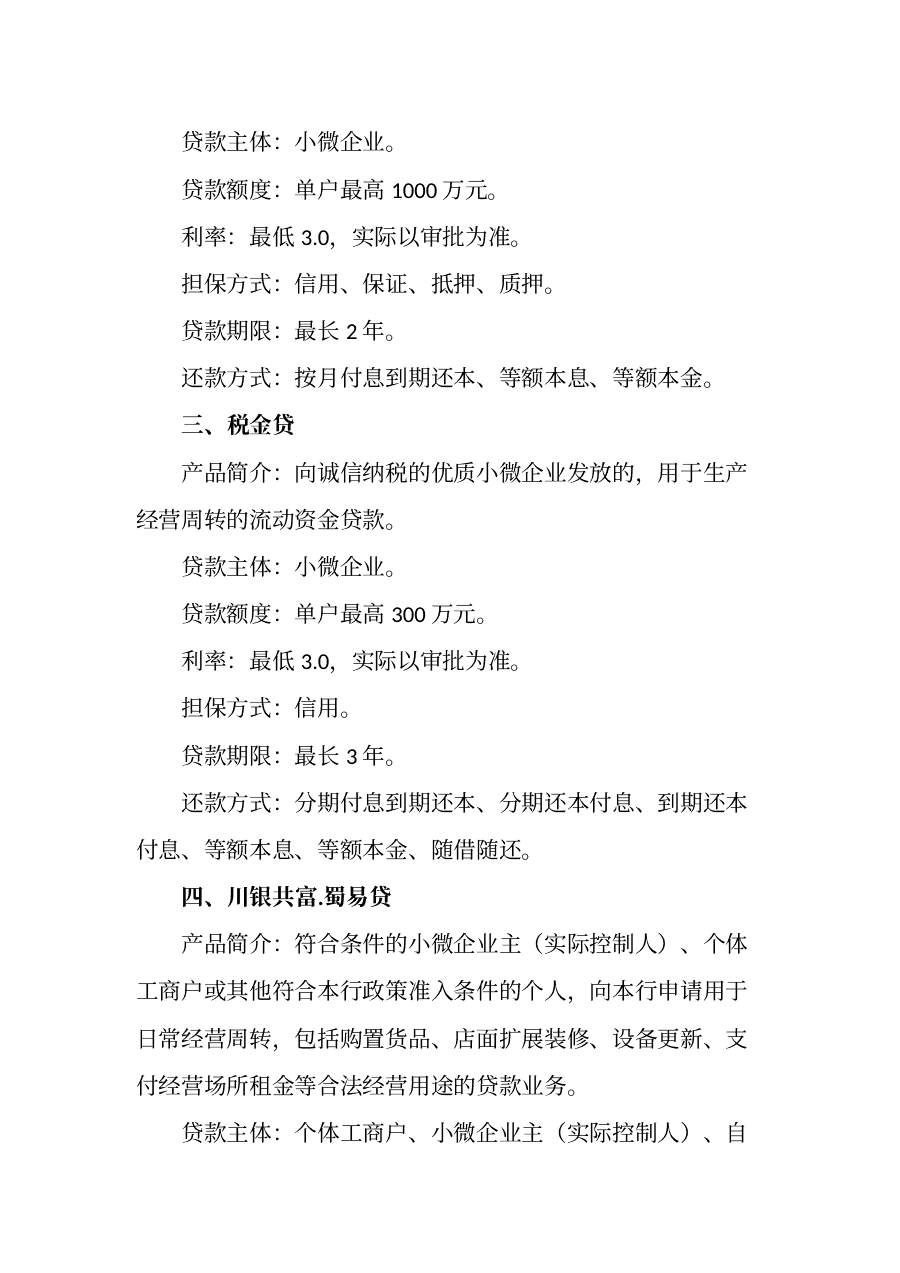 贷款主体：小微企业。
贷款额度：单户最高 1000 万元。
利率：最低 3.0，实际以审批为准。
担保方式：信用、保证、抵押、质押。
贷款期限：最长 2 年。
还款方式：按月付息到期还本、等额本息、等额本金。
三、税金贷
产品简介：向诚信纳税的优质小微企业发放的，用于生产
经营周转的流动资金贷款。
贷款主体：小微企业。
贷款额度：单户最高 300 万元。
利率：最低 3.0，实际以审批为准。
担保方式：信用。
贷款期限：最长 3 年。
还款方式：分期付息到期还本、分期还本付息、到期还本
付息、等额本息、等额本金、随借随还。
四、川银共富.蜀易贷
产品简介：符合条件的小微企业主（实际控制人）、个体
工商户或其他符合本行政策准入条件的个人，向本行申请用于
日常经营周转，包括购置货品、店面扩展装修、设备更新、支
付经营场所租金等合法经营用途的贷款业务。
贷款主体：个体工商户、小微企业主（实际控制人）、自